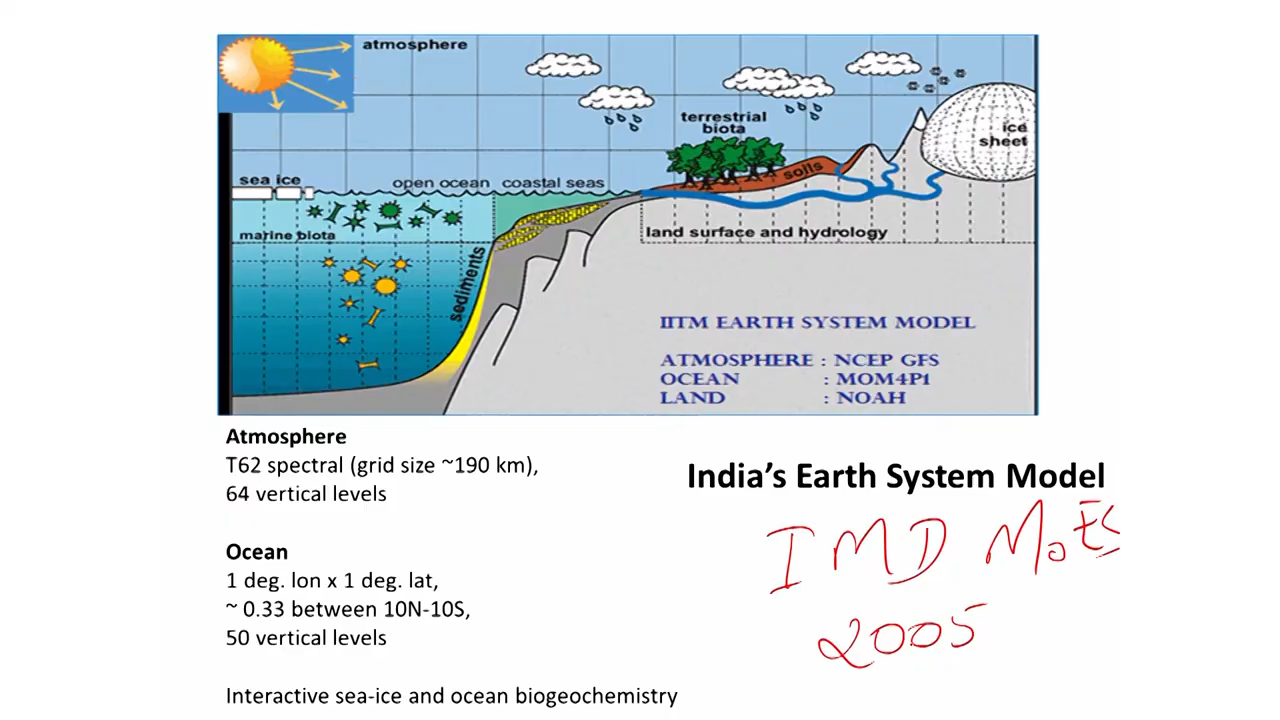 atmosphere
terrestrial
biota
ice
sheet
soils
sea ice
open ocean
coastal seas
marine biota
land surface and hydrology
sediments
IITM EARTH SYSTEM MODEL
ATMOSPHERE : NCEP GFS
OCEAN : MOM4P1
LAND : NOAH
Atmosphere
T62 spectral (grid size ~190 km),
64 vertical levels
India's Earth System Model
IMD MoES
2005
Ocean
1 deg. lon x 1 deg. lat,
~ 0.33 between 10N-10S,
50 vertical levels
Interactive sea-ice and ocean biogeochemistry